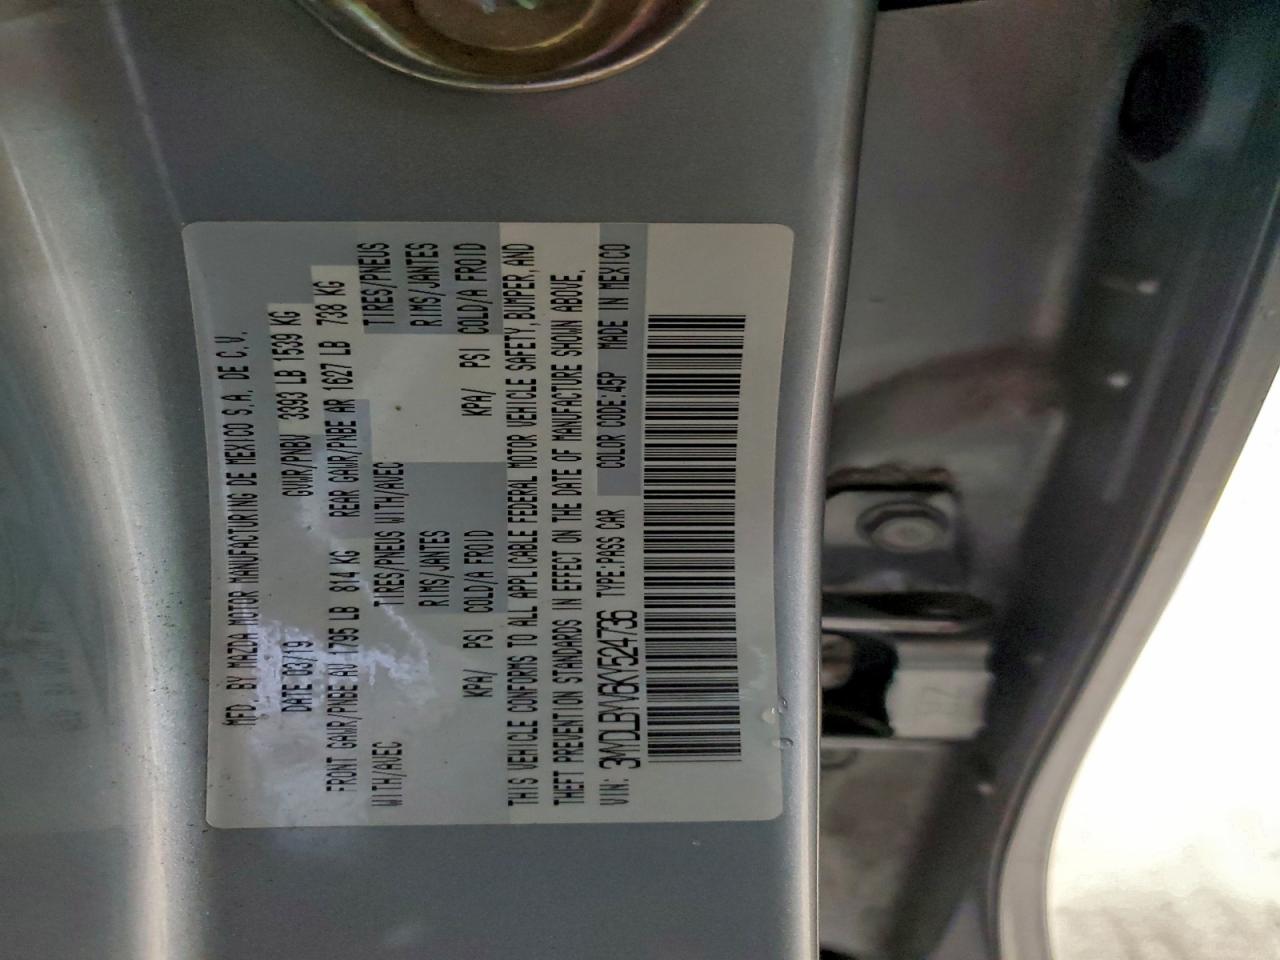 MFD. BY MAZDA MOTOR MANUFACTURING DE MEXICO S.A. DE C.V.
DATE 03/19 GVWR/PNBV 3393 LB 1539 KG
FRONT GAWR/PNBE AV 1795 LB 814 KG REAR GAWR/PNBE AR 1627 LB 738 KG
WITH/AVEC TIRES/PNEUS WITH/AVEC TIRES/PNEUS
RIMS/JANTES RIMS/JANTES
KPA/ PSI COLD/A FROID KPA/ PSI COLD/A FROID
THIS VEHICLE CONFORMS TO ALL APPLICABLE FEDERAL MOTOR VEHICLE SAFETY, BUMPER, AND
THEFT PREVENTION STANDARDS IN EFFECT ON THE DATE OF MANUFACTURE SHOWN ABOVE.
VIN: 3MYDLBYV6KY524736 TYPE:PASS CAR COLOR CODE:45P MADE IN MEXICO